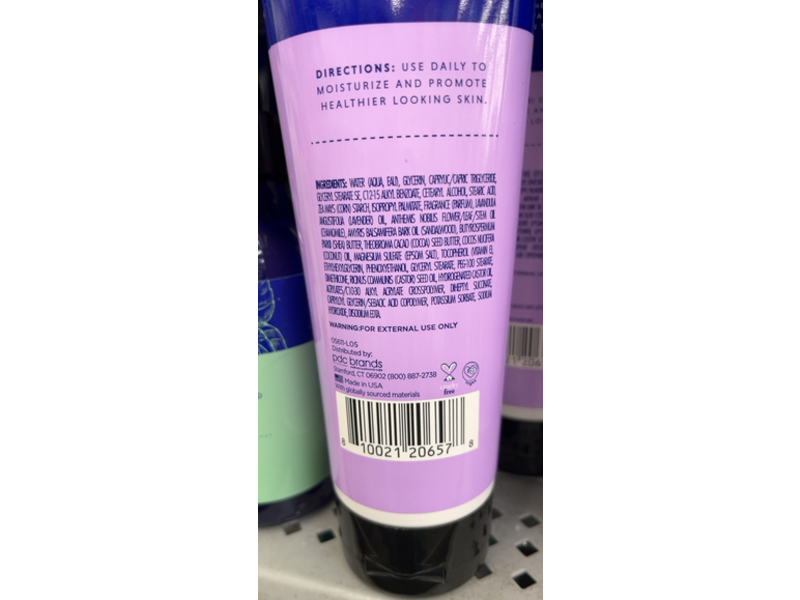 DIRECTIONS: USE DAILY TO
MOISTURIZE AND PROMOTE
HEALTHIER LOOKING SKIN.
INGREDIENTS: WATER (AQUA, EAU), GLYCERIN, CAPRYLIC/CAPRIC TRIGLYCERIDE,
GLYCERYL STEARATE SE, C12-15 ALKYL BENZOATE, CETEARYL ALCOHOL, STEARIC ACID,
ZEA MAYS (CORN) STARCH, ISOPROPYL PALMITATE, FRAGRANCE (PARFUM), LAVANDULA
ANGUSTIFOLIA (LAVENDER) OIL, ANTHEMIS NOBILIS FLOWER/LEAF/STEM OIL
(CHAMOMILE), AMYRIS BALSAMIFERA BARK OIL (SANDALWOOD), BUTYROSPERMUM
PARKII (SHEA) BUTTER, THEOBROMA CACAO (COCOA) SEED BUTTER, COCOS NUCIFERA
(COCONUT) OIL, MAGNESIUM SULFATE (EPSOM SALT), TOCOPHEROL (VITAMIN E),
ETHYLHEXYLGLYCERIN, PHENOXYETHANOL, GLYCERYL STEARATE, PEG-100 STEARATE,
DIMETHICONE, RICINUS COMMUNIS (CASTOR) SEED OIL, HYDROGENATED CASTOR OIL,
ACRYLATES/C10-30 ALKYL ACRYLATE CROSSPOLYMER, DIHEPTYL SUCCINATE,
CAPRYLOYL GLYCERIN/SEBACIC ACID COPOLYMER, POTASSIUM SORBATE, SODIUM
HYDROXIDE, DISODIUM EDTA.
WARNING:FOR EXTERNAL USE ONLY
05611-L05
Distributed by:
pdc brands
Stamford, CT 06902 (800) 887-2738
Made in USA
With globally sourced materials
cruelty
free
vegan
8 10021 20657 8